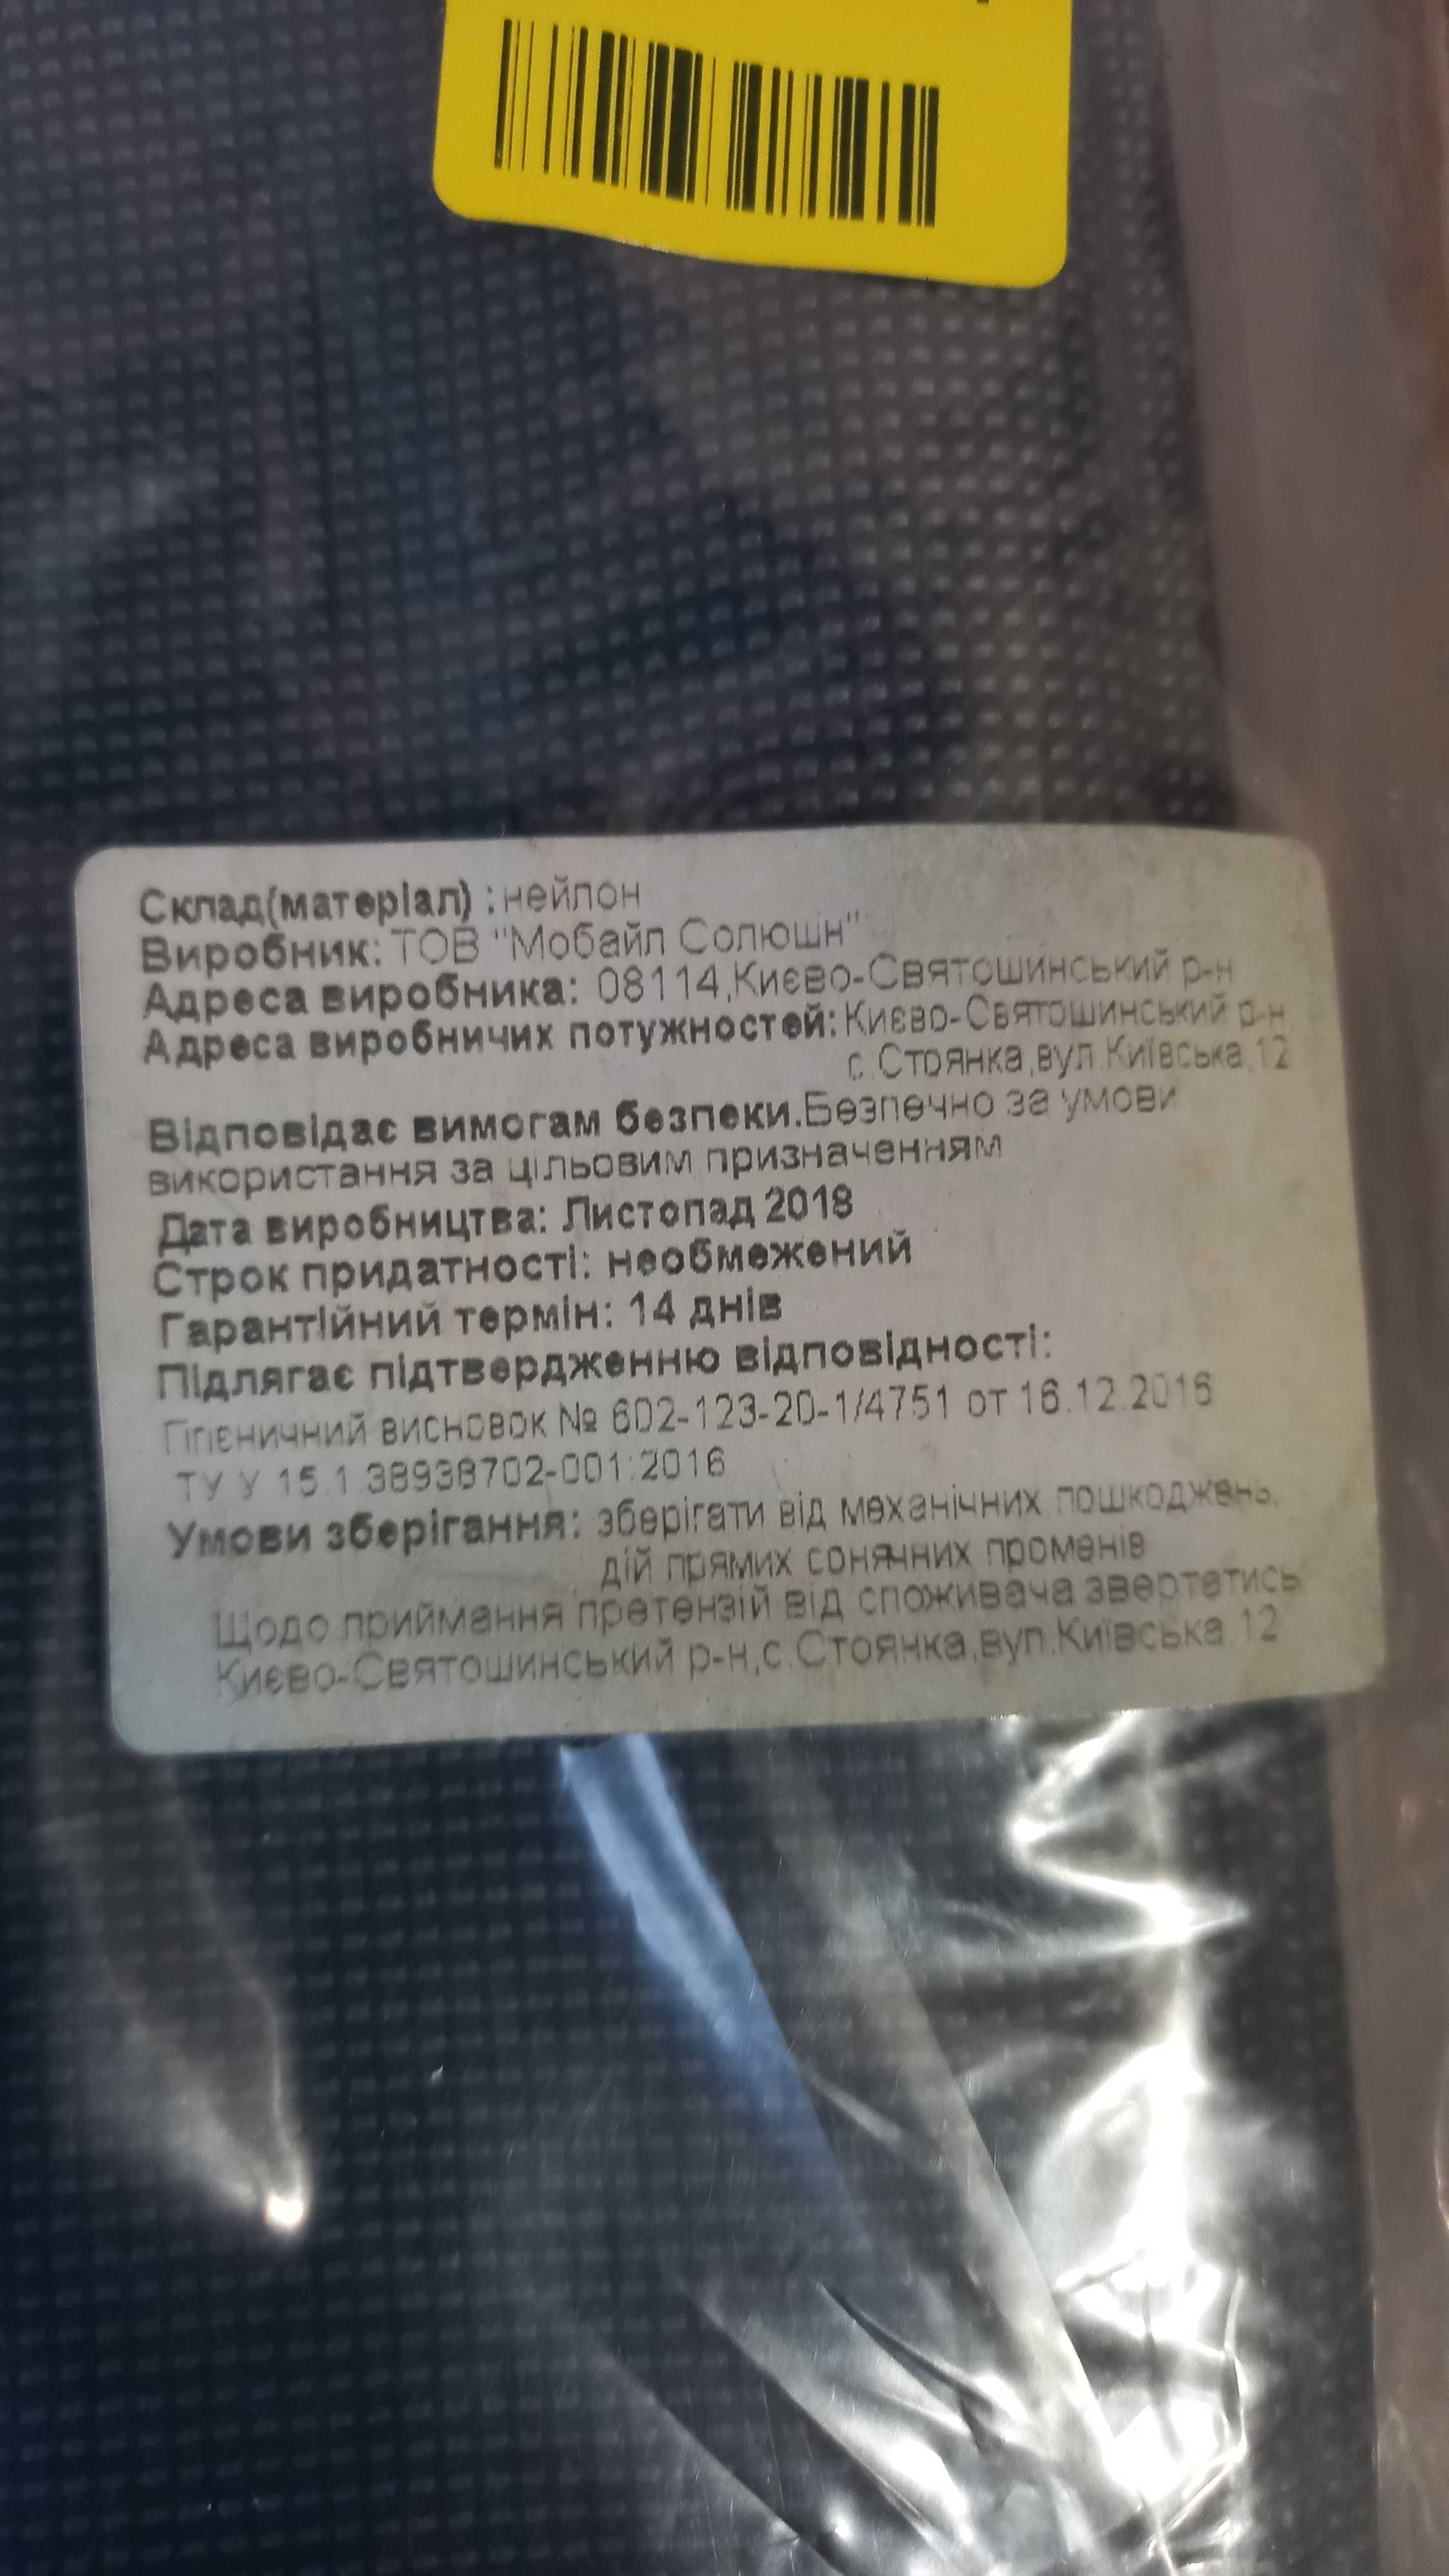 Склад(матеріал) :нейлон
Виробник: ТОВ "Мобайл Солюшн"
Адреса виробника: 08114,Києво-Святошинський р-н
Адреса виробничих потужностей: Києво-Святошинський р-н
с.Стоянка,вул.Київська,12
Відповідає вимогам безпеки.Безпечно за умови
використання за цільовим призначенням
Дата виробництва: Листопад 2018
Строк придатності: необмежений
Гарантійний термін: 14 днів
Підлягає підтвердженню відповідності:
Гігієничний висновок № 602-123-20-1/4751 от 16.12.2016
ТУ У 15.1.38938702-001:2016
Умови зберігання: зберігати від механічних пошкоджень,
дій прямих сонячних променів
Щодо приймання претензій від споживача звертатись
Києво-Святошинський р-н,с.Стоянка,вул.Київська,12